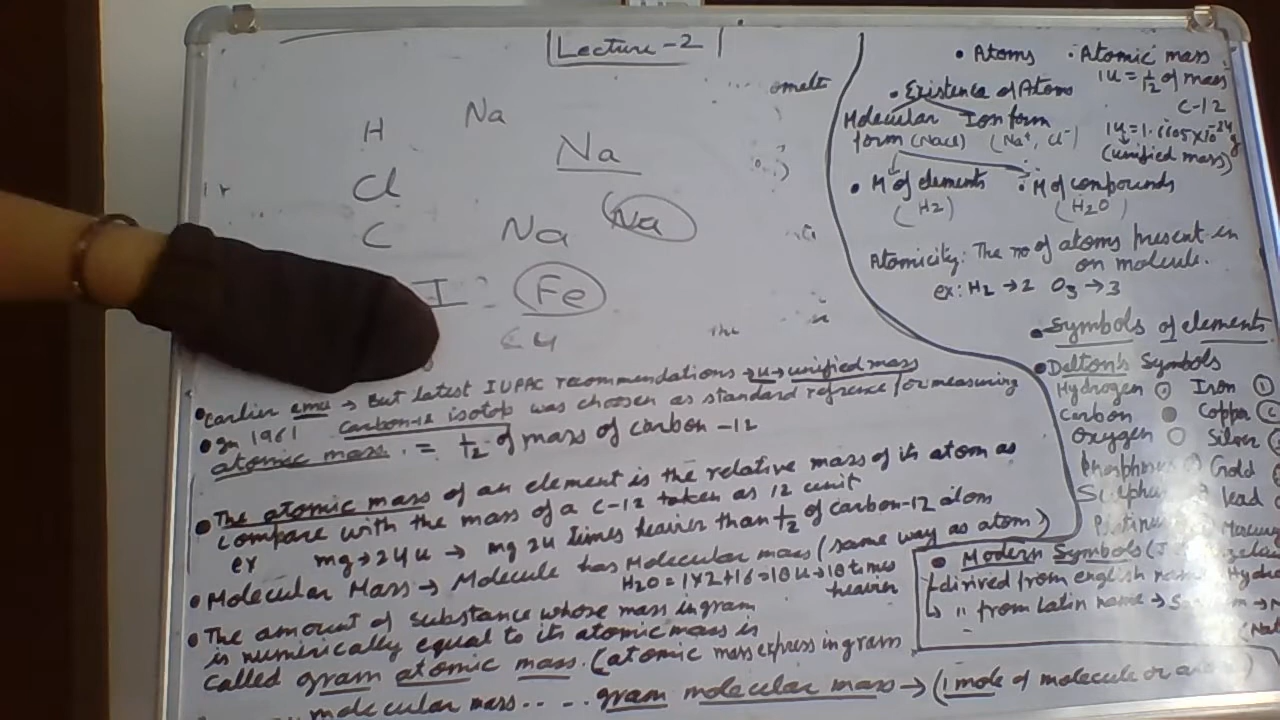 Lecture-2
H
Na
Cl
Na
C
Na
Na
I
Fe
Cu
• earlier amu → But latest IUPAC recommendations → u → unified mass
• In 1961 Carbon-12 isotop was choosen as standard refrence for measuring
atomic mass. = 1/12 of mass of carbon-12
• The atomic mass of an element is the relative mass of its atom as
compare with the mass of a C-12 taken as 12 unit
ex mg → 24u → mg 24 times heavier than 1/12 of carbon-12 atom
• Molecular Mass → Molecule has Molecular mass (same way as atom)
H2O = 1x2+16=18u → 18 times
heavier
• The amount of substance whose mass in gram
is numerically equal to its atomic mass is
called gram atomic mass. (atomic mass express in gram
molecular mass.. .. gram molecular mass → (1 mole of molecule or atom)
• Atoms
• Existence of Atoms
Molecular Ion form
form (NaCl) (Na+, Cl-)
• M of elements
(H2)
• M of compounds
(H2O)
• Atomic mass
1u = 1/12 of mass
C-12
(unified mass)
Atomicity: The no of atoms present in
on molecule.
ex: H2 → 2 O3 → 3
• Symbols of elements
• Delton's Symbols
Hydrogen Iron
Carbon Copper
Oxygen Silver
Phosphorus Gold
lead
Mercury
• Modern Symbols
dirived from english name
" from Latin name →